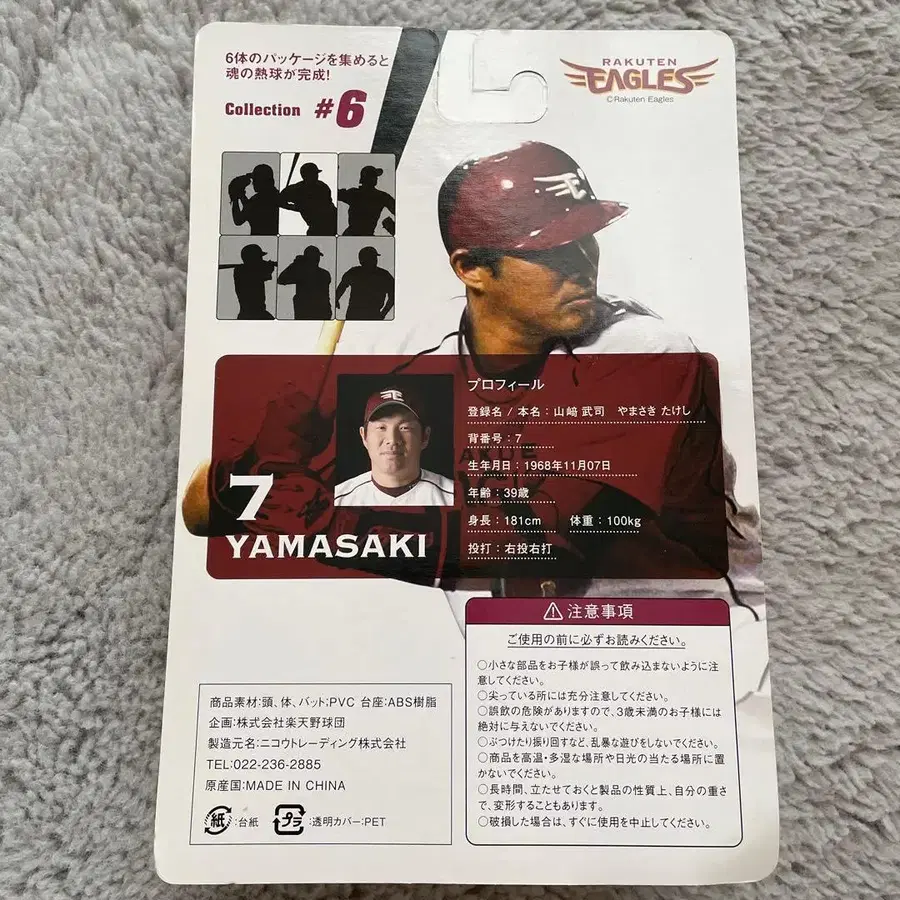 6体のパッケージを集めると
魂の熱球が完成!
Collection #6
RAKUTEN
EAGLES
©Rakuten Eagles
プロフィール
登録名 / 本名：山﨑 武司　やまさき たけし
背番号：7
生年月日：1968年11月07日
年齢：39歳
身長：181cm　体重：100kg
投打：右投右打
7
YAMASAKI
⚠注意事項
ご使用の前に必ずお読みください。
○小さな部品をお子様が誤って飲み込まないように注
意してください。
○尖っている所には充分注意してください。
○誤飲の危険がありますので、3歳未満のお子様には
絶対に与えないでください。
○ぶつけたり振り回すなど、乱暴な遊びをしないでください。
○商品を高温・多湿な場所や日光の当たる場所に置
かないでください。
○長時間、立たせておくと製品の性質上、自分の重さ
で、変形することもあります。
○破損した場合は、すぐに使用を中止してください。
商品素材：頭、体、バット：PVC 台座：ABS樹脂
企画：株式会社楽天野球団
製造元名：ニコウトレーディング株式会社
TEL:022-236-2885
原産国：MADE IN CHINA
紙：台紙 プラ：透明カバー：PET